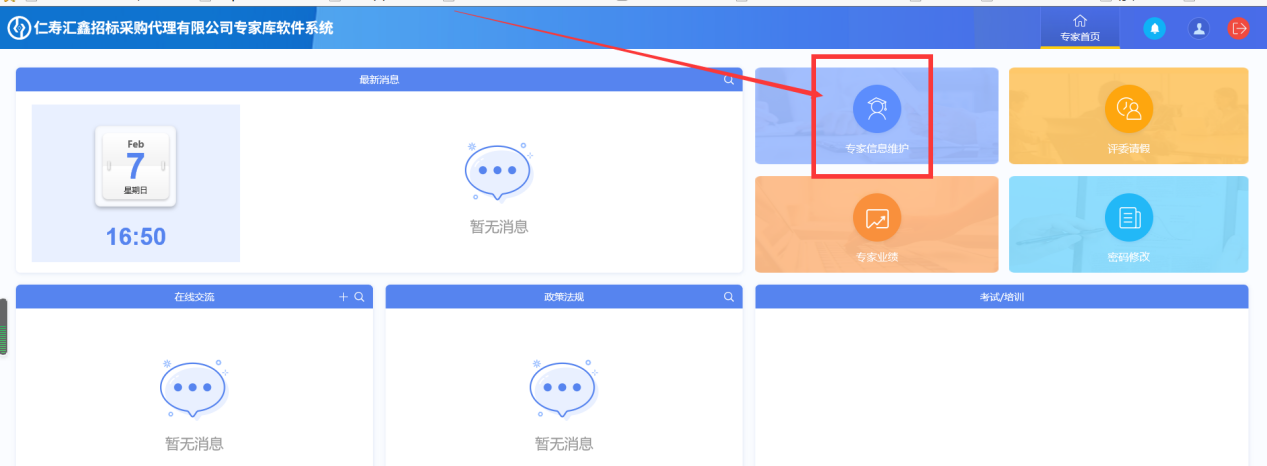 仁寿汇鑫招标采购代理有限公司专家库软件系统
专家首页
最新消息
Feb
7
星期日
16:50
暂无消息
专家信息维护
评委请假
专家业绩
密码修改
在线交流
政策法规
考试/培训
暂无消息
暂无消息